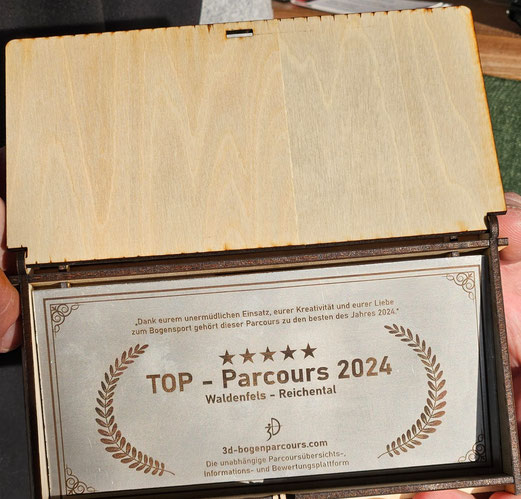 „Dank eurem unermüdlichen Einsatz, eurer Kreativität und eurer Liebe
zum Bogensport gehört dieser Parcours zu den besten des Jahres 2024."
TOP - Parcours 2024
Waldenfels - Reichental
3d-bogenparcours.com
Die unabhängige Parcoursübersichts-,
Informations- und Bewertungsplattform